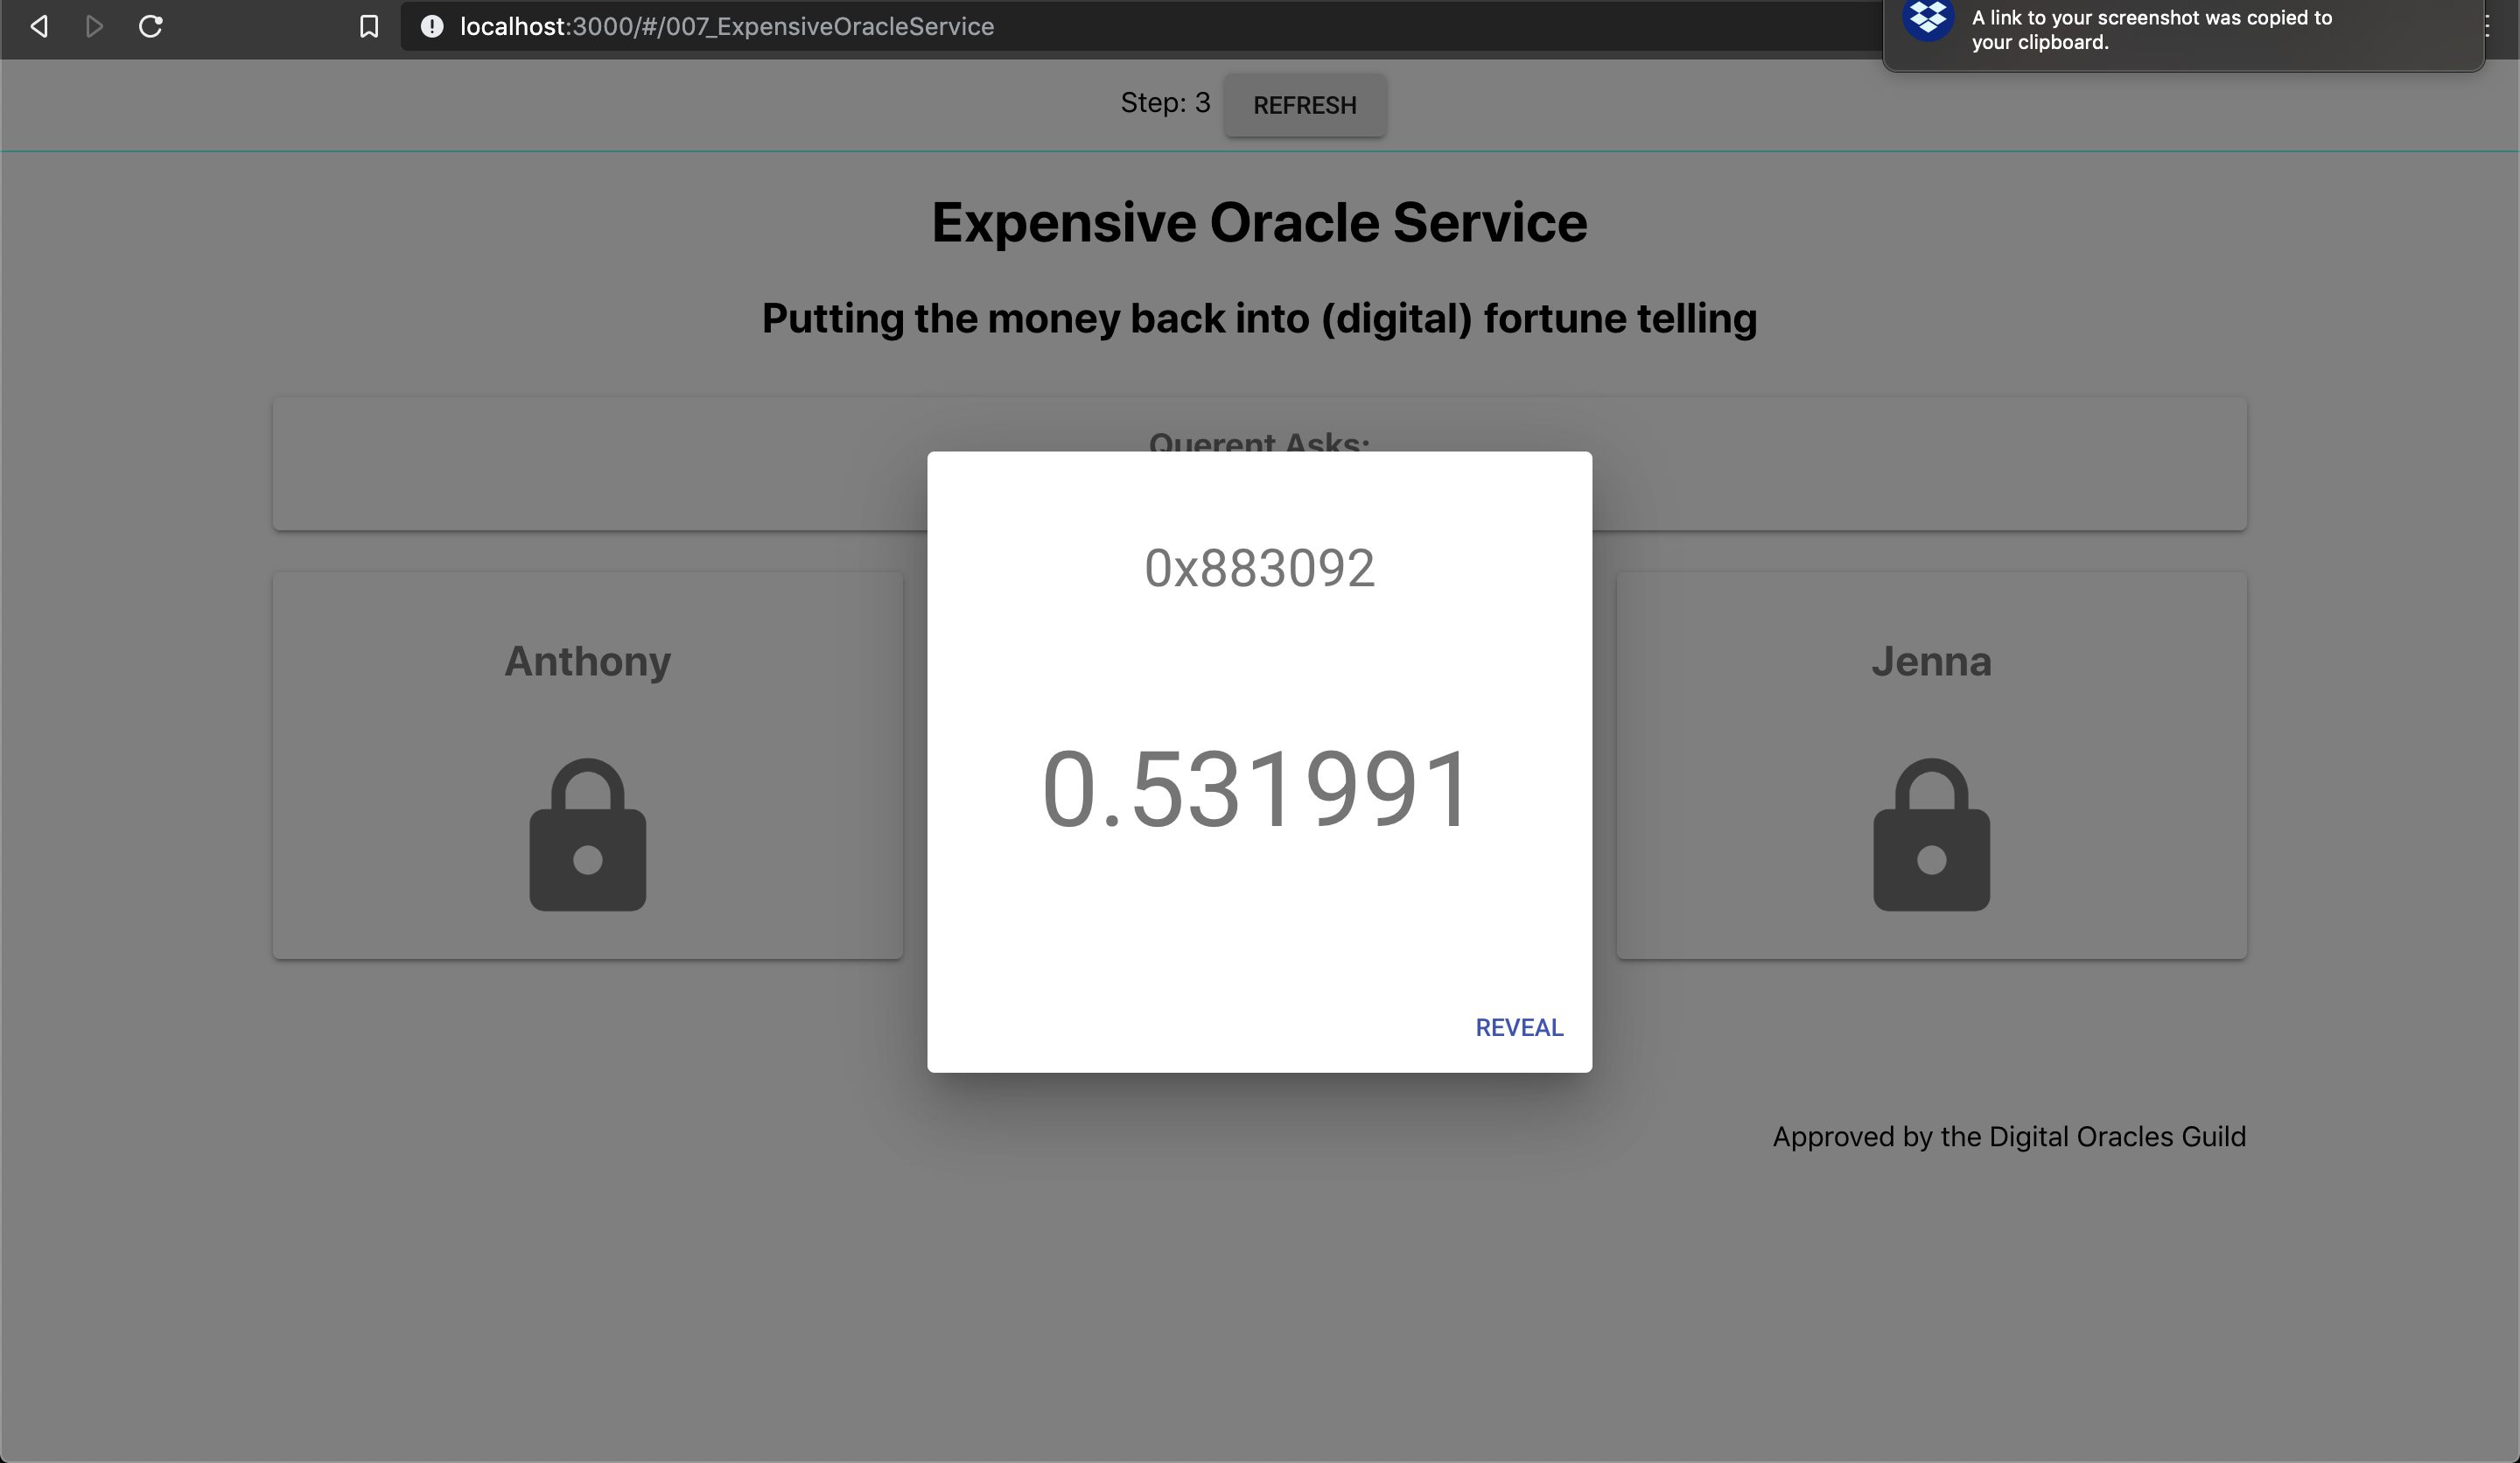 localhost:3000/#/007_ExpensiveOracleService
A link to your screenshot was copied to
your clipboard.
Step: 3 REFRESH
Expensive Oracle Service
Putting the money back into (digital) fortune telling
Querent Asks:
0x883092
Anthony
Jenna
0.531991
REVEAL
Approved by the Digital Oracles Guild